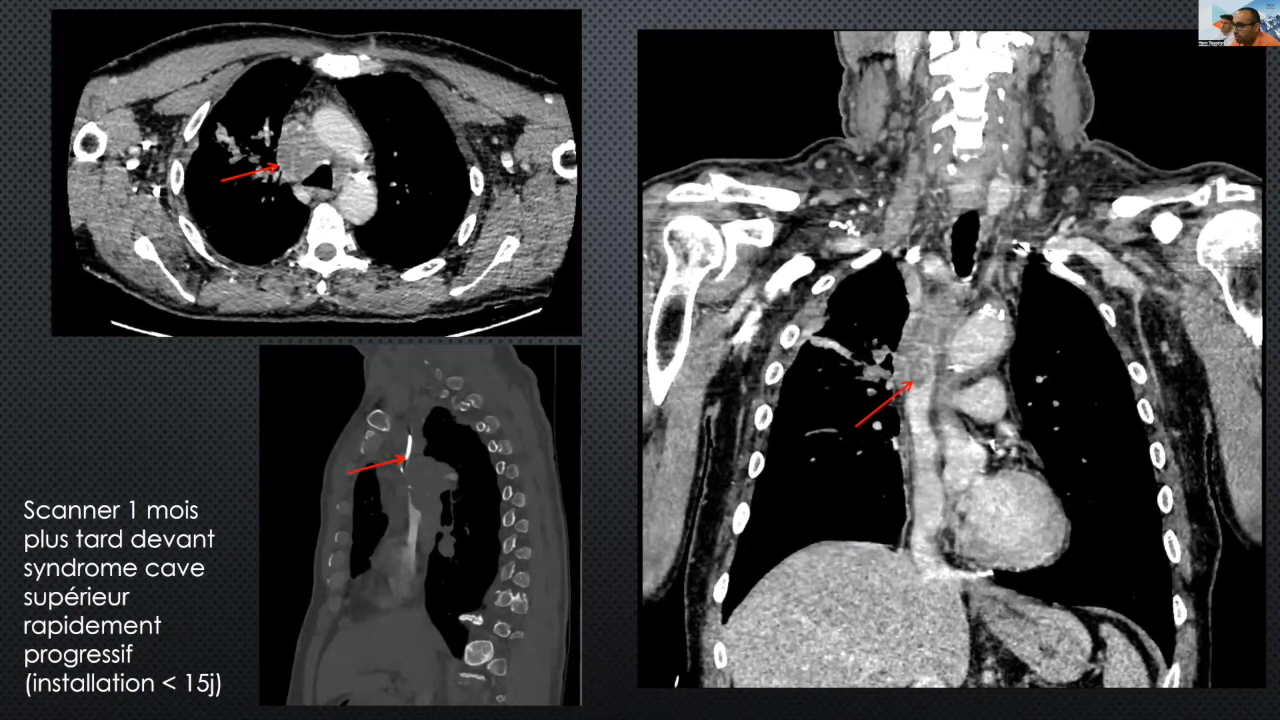 Scanner 1 mois
plus tard devant
syndrome cave
supérieur
rapidement
progressif
(installation < 15j)